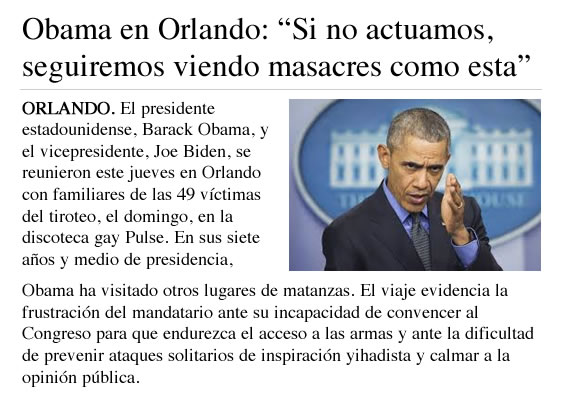 Obama en Orlando: “Si no actuamos,
seguiremos viendo masacres como esta”
ORLANDO. El presidente
estadounidense, Barack Obama, y
el vicepresidente, Joe Biden, se
reunieron este jueves en Orlando
con familiares de las 49 víctimas
del tiroteo, el domingo, en la
discoteca gay Pulse. En sus siete
años y medio de presidencia,
Obama ha visitado otros lugares de matanzas. El viaje evidencia la
frustración del mandatario ante su incapacidad de convencer al
Congreso para que endurezca el acceso a las armas y ante la dificultad
de prevenir ataques solitarios de inspiración yihadista y calmar a la
opinión pública.